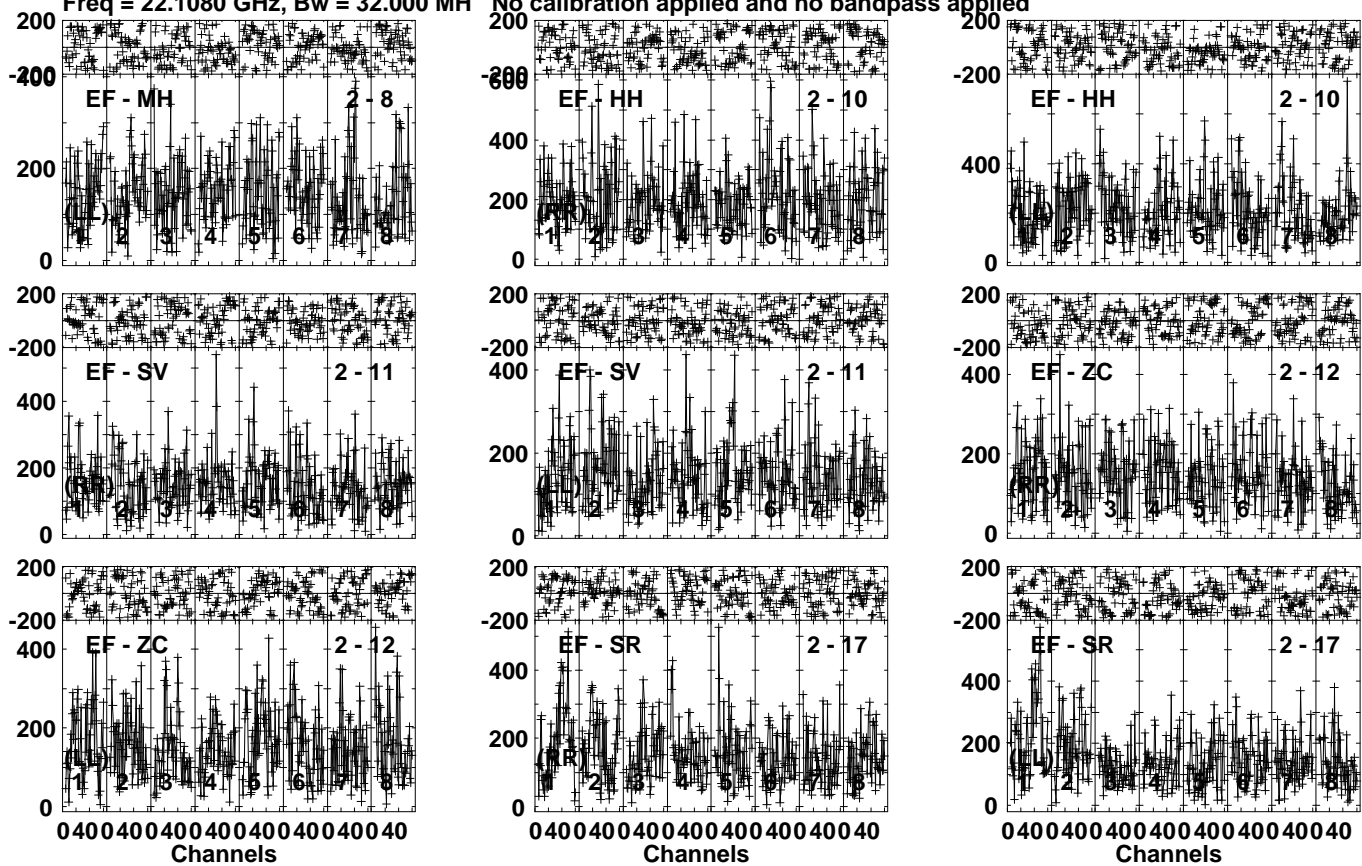 Freq = 22.1080 GHz, Bw = 32.000 MH No calibration applied and no bandpass applied
200 200 200
-200 -200
400 600
EF - MH 2 - 8 EF - HH 2 - 10 EF - HH 2 - 10
400 400
200 200 200
(LL) (RR) (LL)
1 2 3 4 5 6 7 8 1 2 3 4 5 6 7 8 1 2 3 4 5 6 7 8
0 0 0
200 200 200
-200 -200 -200
EF - SV 2 - 11 EF - SV 2 - 11 EF - ZC 2 - 12
400 400 400
200 200 200
(RR) (LL) (RR)
1 2 3 4 5 6 7 8 1 2 3 4 5 6 7 8 1 2 3 4 5 6 7 8
0 0 0
200 200 200
-200 -200 -200
EF - ZC 2 - 12 EF - SR 2 - 17 EF - SR 2 - 17
400 400 400
200 200 200
(LL) (RR) (LL)
1 2 3 4 5 6 7 8 1 2 3 4 5 6 7 8 1 2 3 4 5 6 7 8
0 0 0
0 40 0 40 0 40 0 40 0 40 0 40 0 40 0 40 0 40 0 40 0 40 0 40 0 40 0 40 0 40 0 40 0 40 0 40 0 40 0 40 0 40 0 40 0 40 0 40
Channels Channels Channels